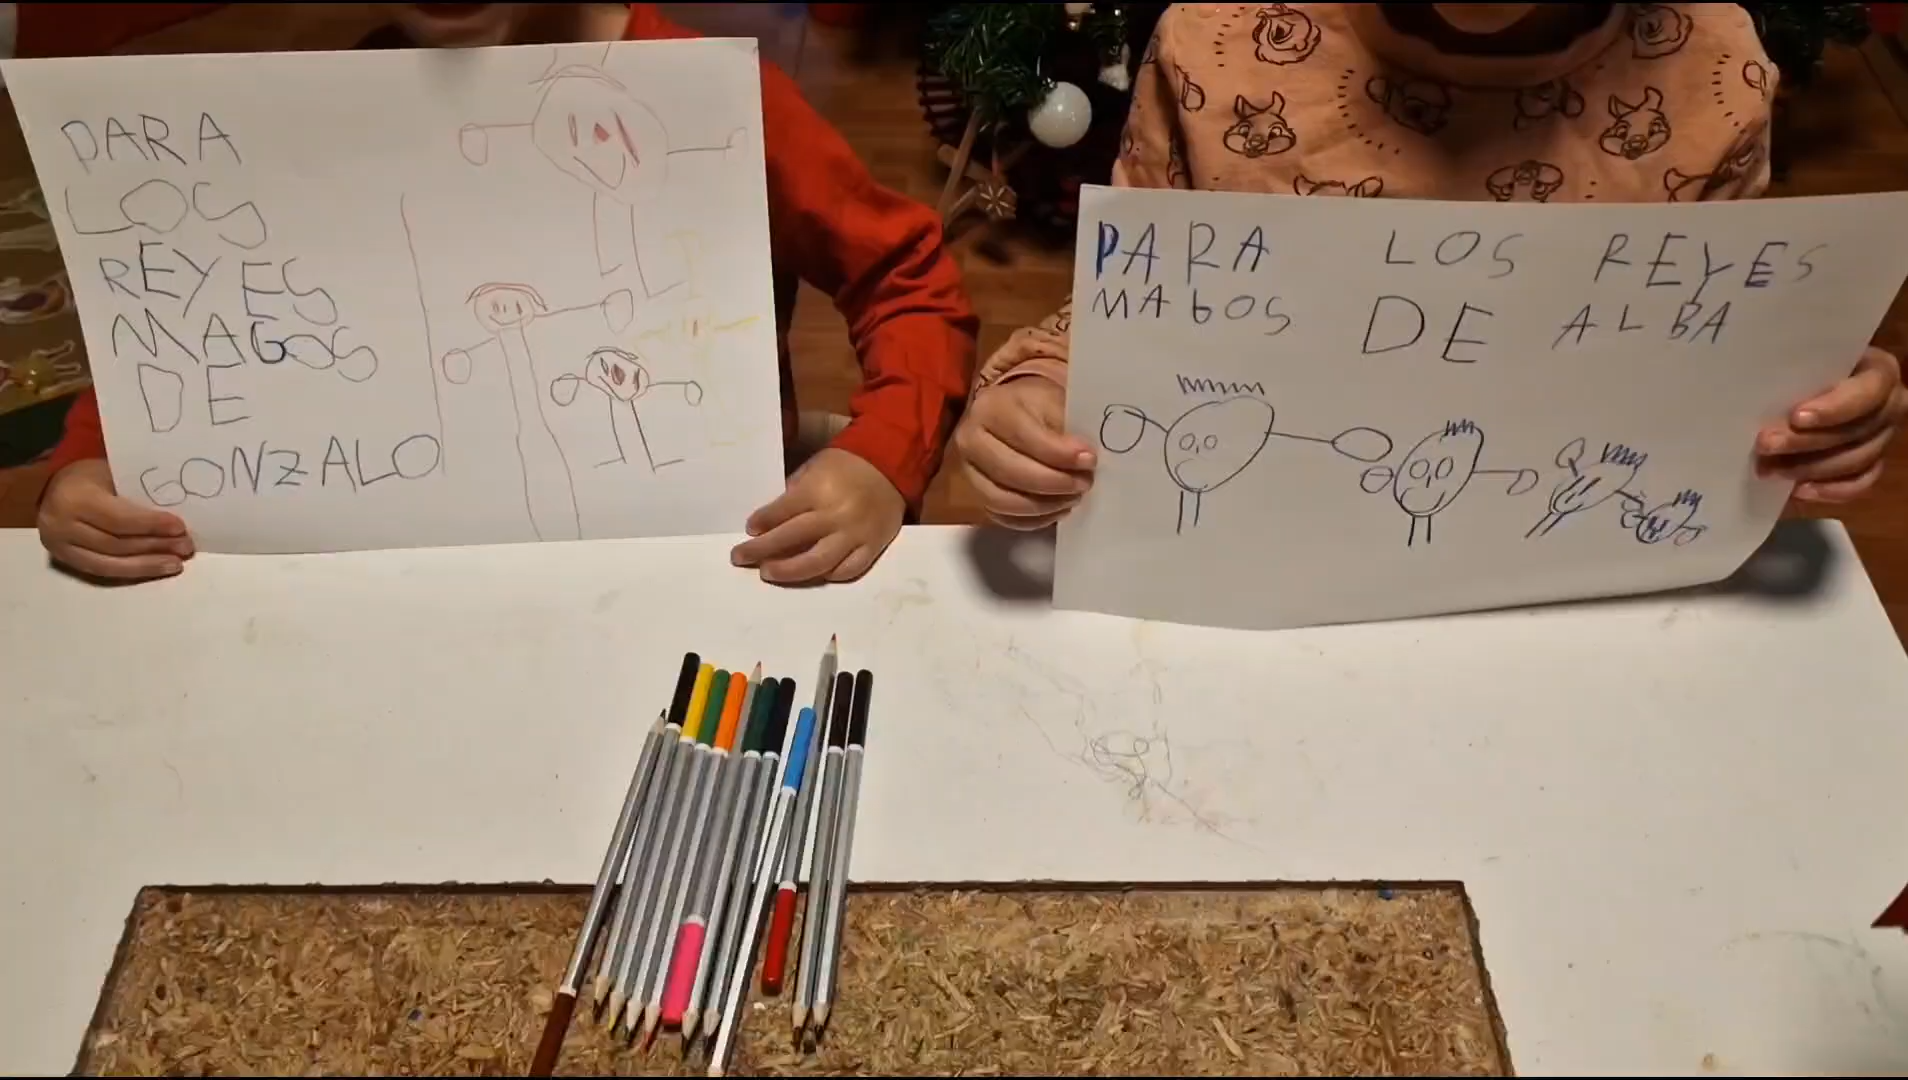 PARA
LOS
REYES
MAGOS
DE
GONZALO
PARA LOS REYES
MAGOS DE ALBA